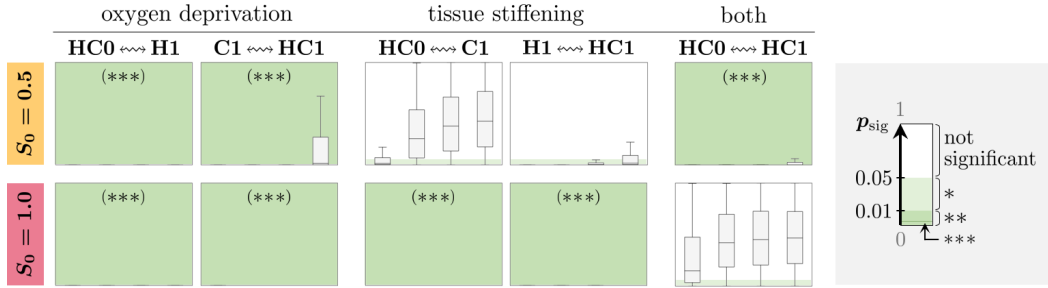 oxygen deprivation tissue stiffening both
HC0 ↭ H1 C1 ↭ HC1 HC0 ↭ C1 H1 ↭ HC1 HC0 ↭ HC1
S₀ = 0.5
(***) (***) (***)
S₀ = 1.0
(***) (***) (***) (***)
1
p_sig
not
significant
0.05
*
0.01
**
0
***